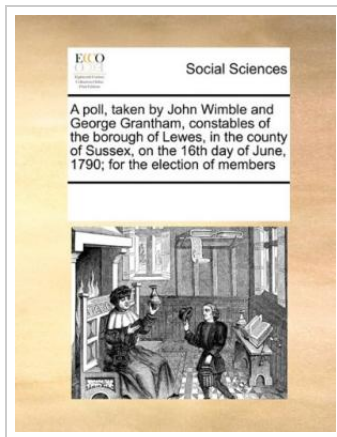 ECCO
Social Sciences
A poll, taken by John Wimble and
George Grantham, constables of
the borough of Lewes, in the county
of Sussex, on the 16th day of June,
1790; for the election of members